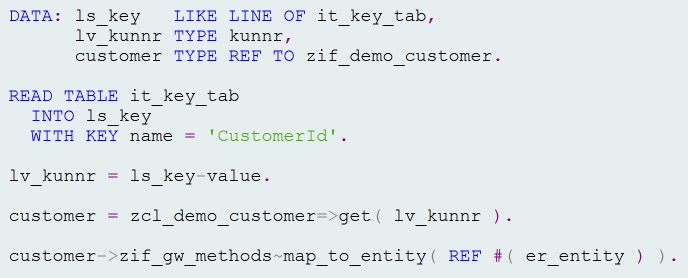 DATA: ls_key   LIKE LINE OF it_key_tab,
      lv_kunnr TYPE kunnr,
      customer TYPE REF TO zif_demo_customer.

READ TABLE it_key_tab
  INTO ls_key
  WITH KEY name = 'CustomerId'.

lv_kunnr = ls_key-value.

customer = zcl_demo_customer=>get( lv_kunnr ).

customer->zif_gw_methods~map_to_entity( REF #( er_entity ) ).